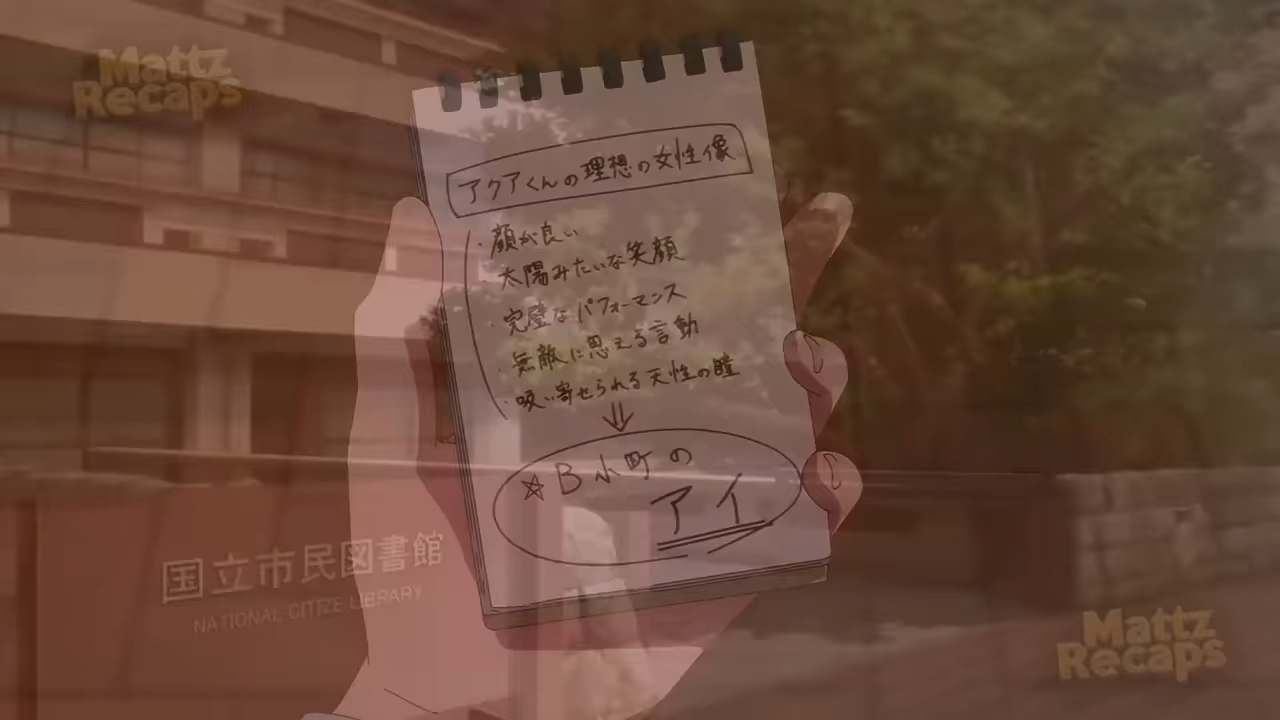 Mattz
Recaps
アクアくんの理想の女性像
・顔が良い
太陽みたいな笑顔
・完璧なパフォーマンス
・無敵に思える言動
・吸い寄せられる天性の瞳
⇓
☆B小町の
アイ
国立市民図書館
NATIONAL CITIZE LIBRARY
Mattz
Recaps